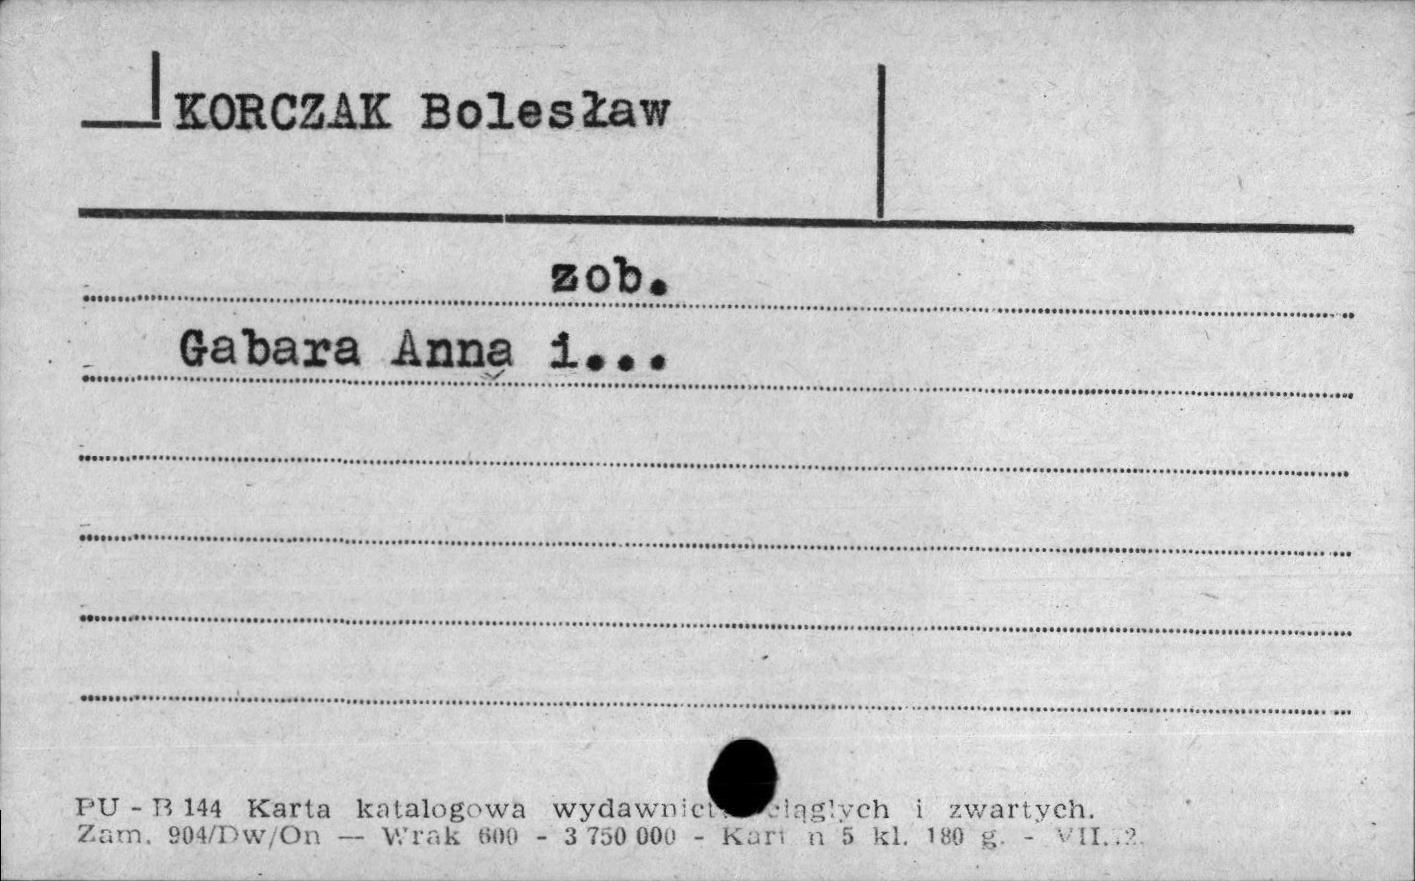 KORCZAK Bolesław
zob.
Gabara Anna i...
PU - B 144 Karta katalogowa wydawnictw ciągłych i zwartych.
Zam. 904/Dw/On — Wrak 600 - 3 750 000 - Kart n 5 kl. 180 g. - VII.